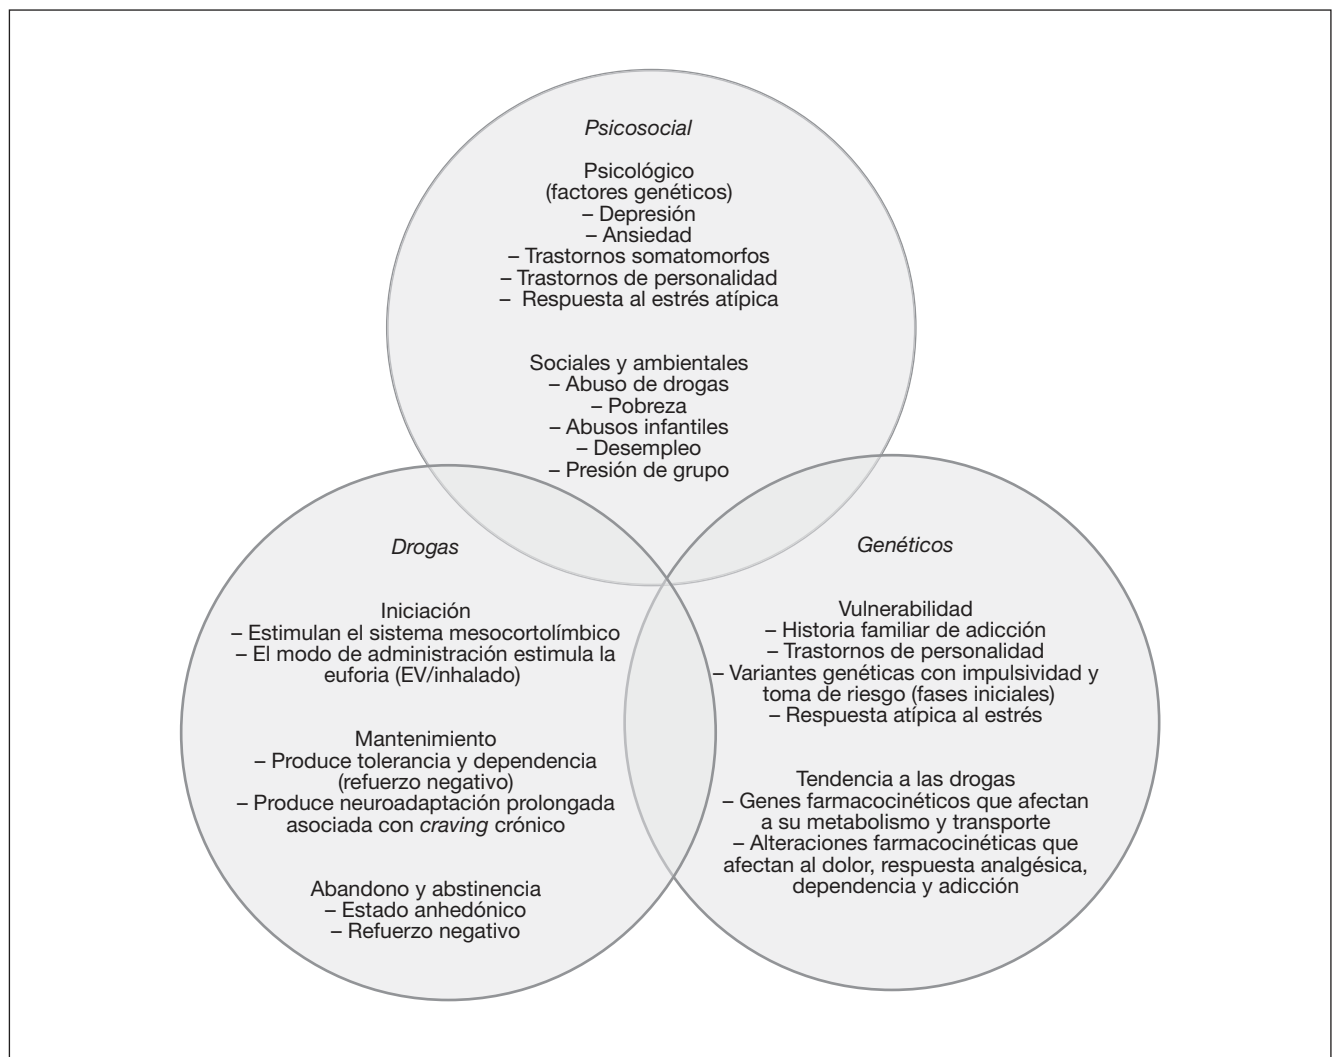 Psicosocial
Psicológico
(factores genéticos)
– Depresión
– Ansiedad
– Trastornos somatomorfos
– Trastornos de personalidad
– Respuesta al estrés atípica
Sociales y ambientales
– Abuso de drogas
– Pobreza
– Abusos infantiles
– Desempleo
– Presión de grupo
Drogas
Iniciación
– Estimulan el sistema mesocortolímbico
– El modo de administración estimula la
euforia (EV/inhalado)
Mantenimiento
– Produce tolerancia y dependencia
(refuerzo negativo)
– Produce neuroadaptación prolongada
asociada con craving crónico
Abandono y abstinencia
– Estado anhedónico
– Refuerzo negativo
Genéticos
Vulnerabilidad
– Historia familiar de adicción
– Trastornos de personalidad
– Variantes genéticas con impulsividad y
toma de riesgo (fases iniciales)
– Respuesta atípica al estrés
Tendencia a las drogas
– Genes farmacocinéticos que afectan
a su metabolismo y transporte
– Alteraciones farmacocinéticas que
afectan al dolor, respuesta analgésica,
dependencia y adicción